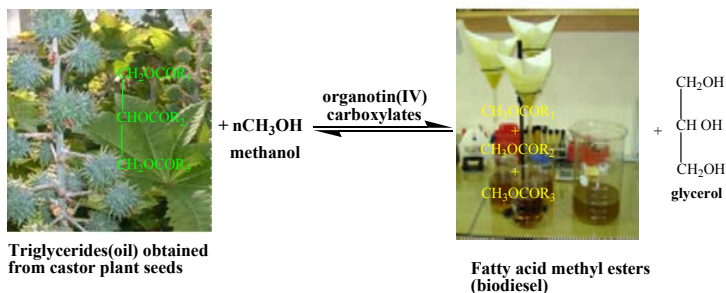 CH₂OCOR₁
CHOCOR₂
CH₂OCOR₃
+ nCH₃OH
methanol
organotin(IV)
carboxylates
CH₃OCOR₁
+
CH₃OCOR₂
+
CH₃OCOR₃
+
CH₂OH
CH OH
CH₂OH
glycerol
Triglycerides(oil) obtained
from castor plant seeds
Fatty acid methyl esters
(biodiesel)